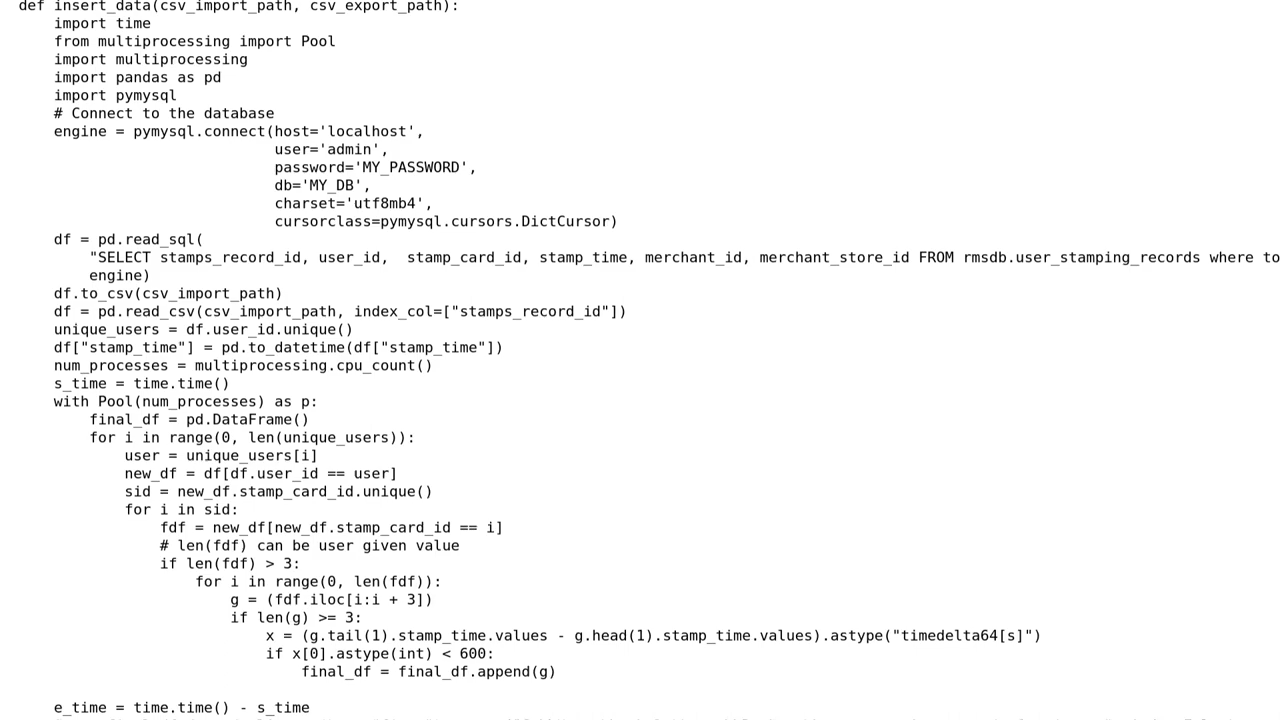 def insert_data(csv_import_path, csv_export_path):
    import time
    from multiprocessing import Pool
    import multiprocessing
    import pandas as pd
    import pymysql
    # Connect to the database
    engine = pymysql.connect(host='localhost',
                             user='admin',
                             password='MY_PASSWORD',
                             db='MY_DB',
                             charset='utf8mb4',
                             cursorclass=pymysql.cursors.DictCursor)
    df = pd.read_sql(
        "SELECT stamps_record_id, user_id,  stamp_card_id, stamp_time, merchant_id, merchant_store_id FROM rmsdb.user_stamping_records where to
        engine)
    df.to_csv(csv_import_path)
    df = pd.read_csv(csv_import_path, index_col=["stamps_record_id"])
    unique_users = df.user_id.unique()
    df["stamp_time"] = pd.to_datetime(df["stamp_time"])
    num_processes = multiprocessing.cpu_count()
    s_time = time.time()
    with Pool(num_processes) as p:
        final_df = pd.DataFrame()
        for i in range(0, len(unique_users)):
            user = unique_users[i]
            new_df = df[df.user_id == user]
            sid = new_df.stamp_card_id.unique()
            for i in sid:
                fdf = new_df[new_df.stamp_card_id == i]
                # len(fdf) can be user given value
                if len(fdf) > 3:
                    for i in range(0, len(fdf)):
                        g = (fdf.iloc[i:i + 3])
                        if len(g) >= 3:
                            x = (g.tail(1).stamp_time.values - g.head(1).stamp_time.values).astype("timedelta64[s]")
                            if x[0].astype(int) < 600:
                                final_df = final_df.append(g)
    e_time = time.time() - s_time